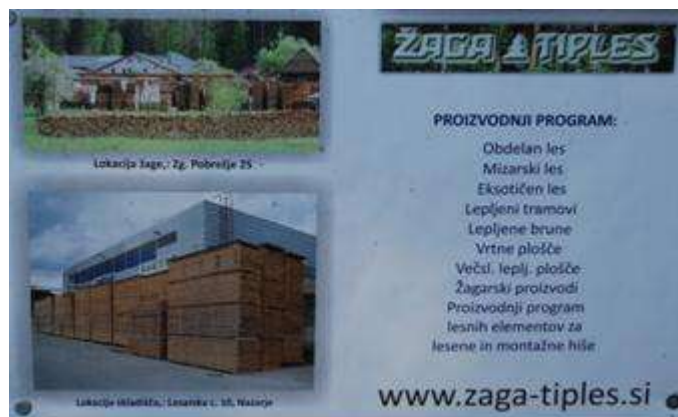 Lokacija žage,: Zg. Pobrežje 25
Lokacije skladišča,: Lesarska c. 10, Nazarje
ŽAGA TIPLES
PROIZVODNJI PROGRAM:
Obdelan les
Mizarski les
Eksotičen les
Lepljeni tramovi
Lepljene brune
Vrtne plošče
Večsl. leplj. plošče
Žagarski proizvodi
Proizvodnji program
lesnih elementov za
lesene in montažne hiše
www.zaga-tiples.si